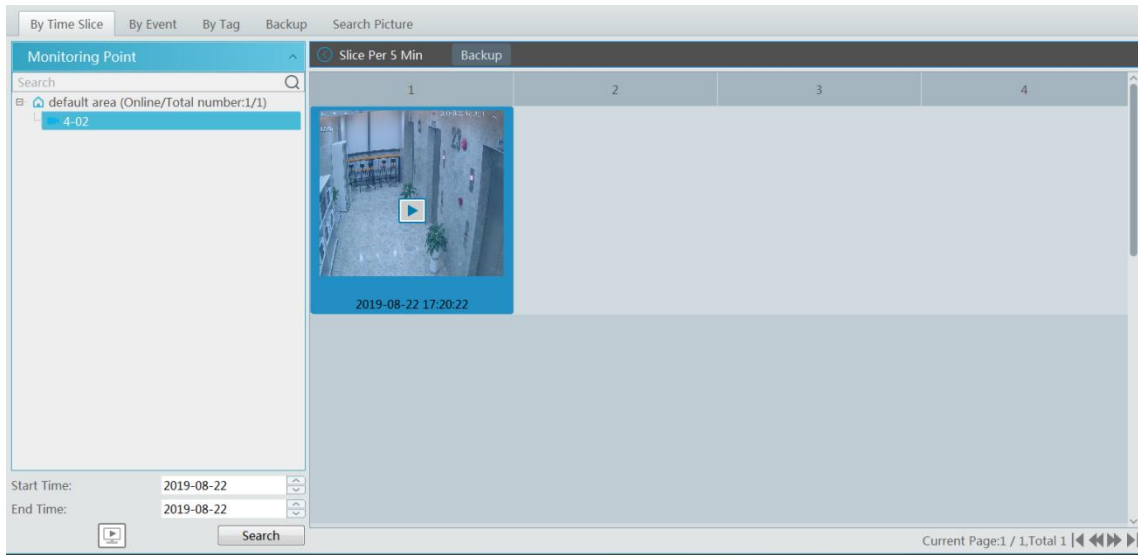 By Time Slice By Event By Tag Backup Search Picture
Monitoring Point
Search
default area (Online/Total number:1/1)
4-02
Start Time: 2019-08-22
End Time: 2019-08-22
Search
Slice Per 5 Min Backup
1 2 3 4
2019-08-22 17:20:22
Current Page:1 / 1,Total 1